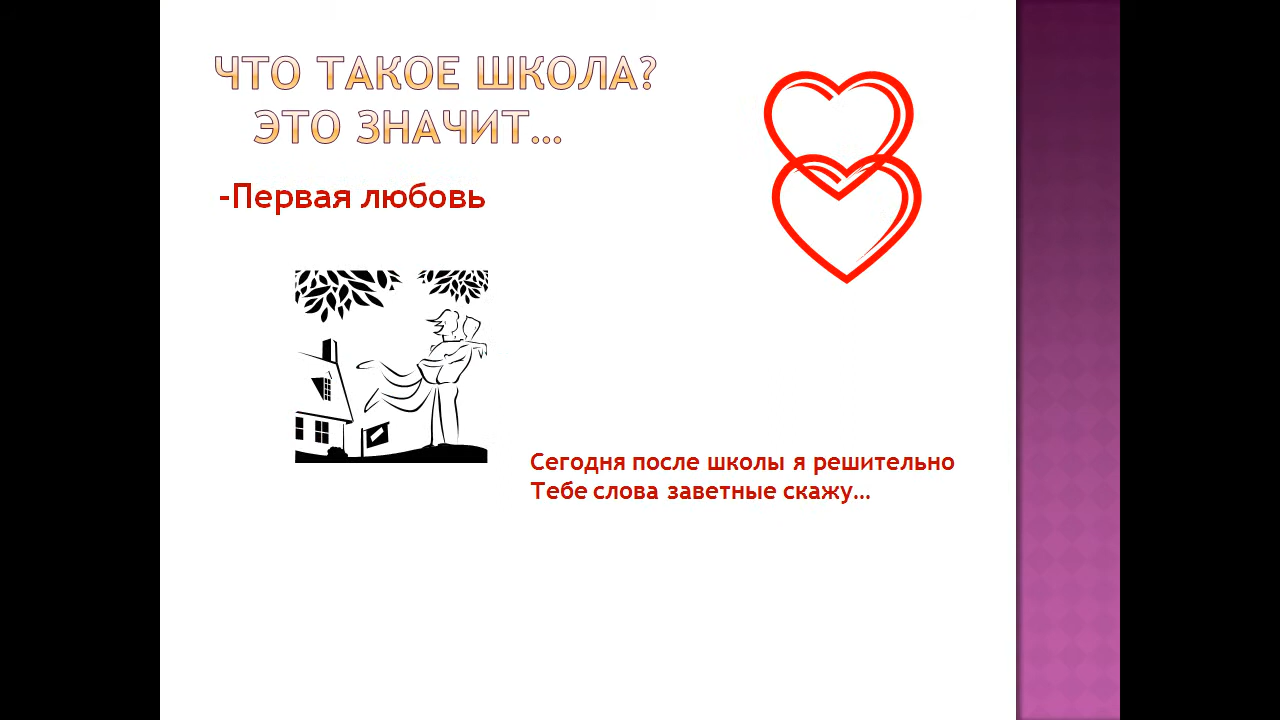 ЧТО ТАКОЕ ШКОЛА?
ЭТО ЗНАЧИТ…
-Первая любовь
Сегодня после школы я решительно
Тебе слова заветные скажу…